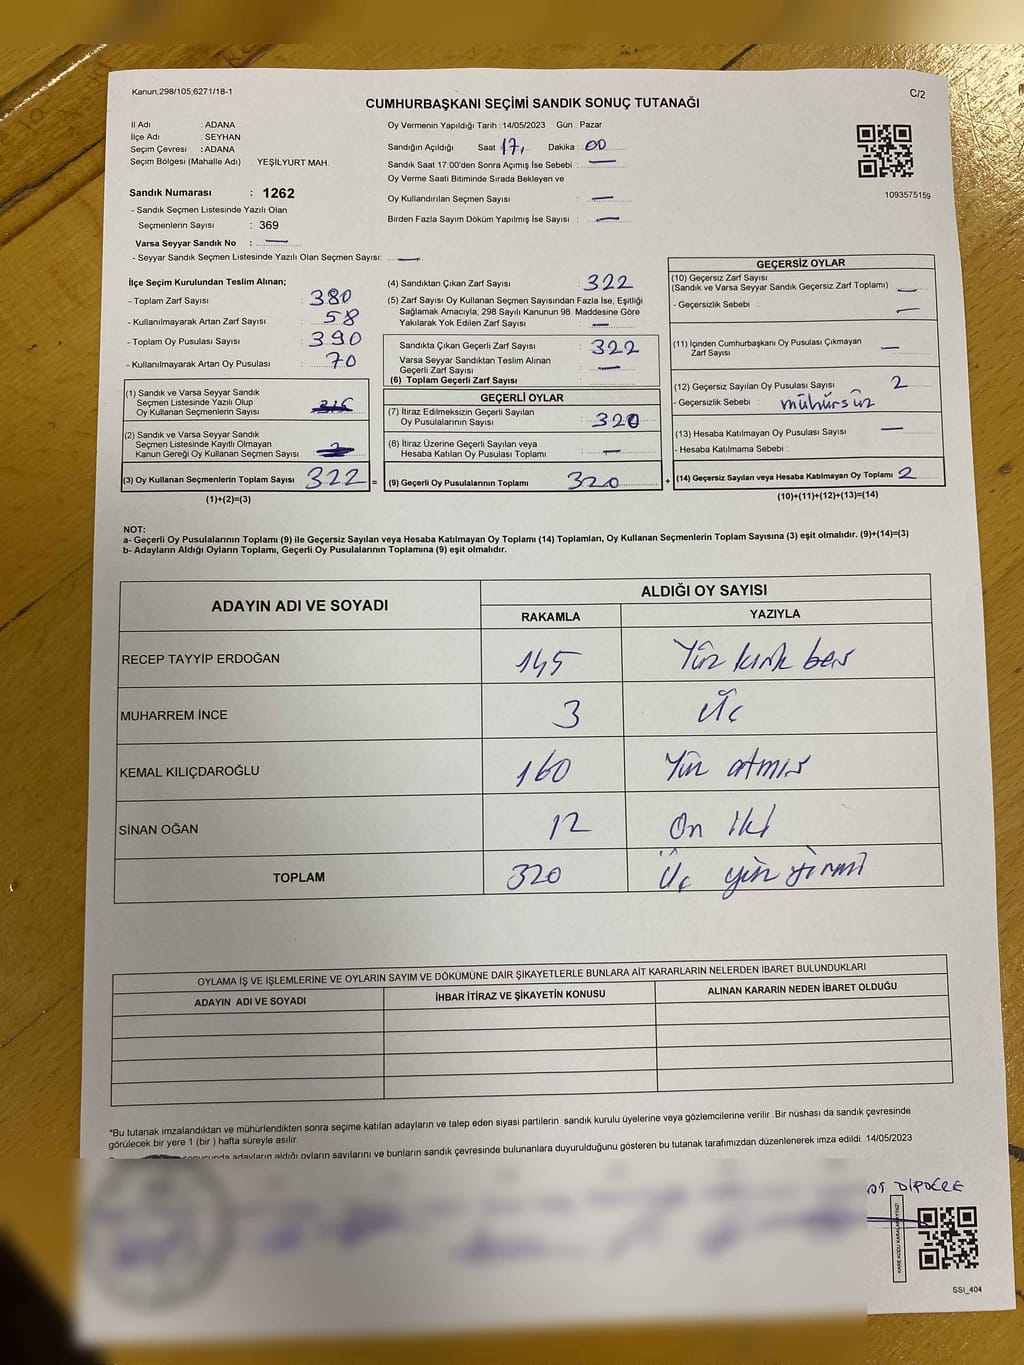 Kanun,298/105,6271/18-1
C/2
CUMHURBAŞKANI SEÇİMİ SANDIK SONUÇ TUTANAĞI
İl Adı : ADANA
İlçe Adı : SEYHAN
Seçim Çevresi : ADANA
Seçim Bölgesi (Mahalle Adı) : YEŞİLYURT MAH.
Sandık Numarası : 1262
- Sandık Seçmen Listesinde Yazılı Olan
Seçmenlerin Sayısı : 369
Varsa Seyyar Sandık No : —
- Seyyar Sandık Seçmen Listesinde Yazılı Olan Seçmen Sayısı: —
Oy Vermenin Yapıldığı Tarih : 14/05/2023 Gün : Pazar
Sandığın Açıldığı Saat 17, Dakika : 00
Sandık Saat 17:00'den Sonra Açımış İse Sebebi : —
Oy Verme Saati Bitiminde Sırada Bekleyen ve
Oy Kullandırılan Seçmen Sayısı : —
Birden Fazla Sayım Döküm Yapılmış İse Sayısı : —
1093575159
İlçe Seçim Kurulundan Teslim Alınan;
- Toplam Zarf Sayısı : 380
- Kullanılmayarak Artan Zarf Sayısı : 58
- Toplam Oy Pusulası Sayısı : 390
- Kullanılmayarak Artan Oy Pusulası : 70
(1) Sandık ve Varsa Seyyar Sandık
Seçmen Listesinde Yazılı Olup
Oy Kullanan Seçmenlerin Sayısı :
(2) Sandık ve Varsa Seyyar Sandık
Seçmen Listesinde Kayıtlı Olmayan
Kanun Gereği Oy Kullanan Seçmen Sayısı :
(3) Oy Kullanan Seçmenlerin Toplam Sayısı : 322 =
(1)+(2)=(3)
(4) Sandıktan Çıkan Zarf Sayısı : 322
(5) Zarf Sayısı Oy Kullanan Seçmen Sayısından Fazla İse, Eşitliği
Sağlamak Amacıyla, 298 Sayılı Kanunun 98. Maddesine Göre
Yakılarak Yok Edilen Zarf Sayısı : —
Sandıkta Çıkan Geçerli Zarf Sayısı : 322
Varsa Seyyar Sandıktan Teslim Alınan
Geçerli Zarf Sayısı : —
(6) Toplam Geçerli Zarf Sayısı :
GEÇERLİ OYLAR
(7) İtiraz Edilmeksizin Geçerli Sayılan
Oy Pusulalarının Sayısı : 320
(8) İtiraz Üzerine Geçerli Sayılan veya
Hesaba Katılan Oy Pusulası Toplamı : —
(9) Geçerli Oy Pusulalarının Toplamı : 320 +
GEÇERSİZ OYLAR
(10) Geçersiz Zarf Sayısı
(Sandık ve Varsa Seyyar Sandık Geçersiz Zarf Toplamı) : —
- Geçersizlik Sebebi : —
(11) İçinden Cumhurbaşkanı Oy Pusulası Çıkmayan
Zarf Sayısı : —
(12) Geçersiz Sayılan Oy Pusulası Sayısı : 2
- Geçersizlik Sebebi : mühürsüz
(13) Hesaba Katılmayan Oy Pusulası Sayısı : —
- Hesaba Katılmama Sebebi :
(14) Geçersiz Sayılan veya Hesaba Katılmayan Oy Toplamı : 2
(10)+(11)+(12)+(13)=(14)
NOT:
a- Geçerli Oy Pusulalarının Toplamı (9) ile Geçersiz Sayılan veya Hesaba Katılmayan Oy Toplamı (14) Toplamları, Oy Kullanan Seçmenlerin Toplam Sayısına (3) eşit olmalıdır. (9)+(14)=(3)
b- Adayların Aldığı Oyların Toplamı, Geçerli Oy Pusulalarının Toplamına (9) eşit olmalıdır.
ADAYIN ADI VE SOYADI ALDIĞI OY SAYISI
RAKAMLA YAZIYLA
RECEP TAYYİP ERDOĞAN 145 Yüz kırk beş
MUHARREM İNCE 3 Üç
KEMAL KILIÇDAROĞLU 160 Yüz atmış
SİNAN OĞAN 12 On iki
TOPLAM 320 Üç yüz yirmi
OYLAMA İŞ VE İŞLEMLERİNE VE OYLARIN SAYIM VE DÖKÜMÜNE DAİR ŞİKAYETLERLE BUNLARA AİT KARARLARIN NELERDEN İBARET BULUNDUKLARI
ADAYIN ADI VE SOYADI İHBAR İTİRAZ VE ŞİKAYETİN KONUSU ALINAN KARARIN NEDEN İBARET OLDUĞU
*Bu tutanak imzalandıktan ve mühürlendikten sonra seçime katılan adayların ve talep eden siyasi partilerin sandık kurulu üyelerine veya gözlemcilerine verilir. Bir nüshası da sandık çevresinde
görülecek bir yere 1 (bir ) hafta süreyle asılır.
sonucunda adayların aldığı oyların sayılarını ve bunların sandık çevresinde bulunanlara duyurulduğunu gösteren bu tutanak tarafımızdan düzenlenerek imza edildi. 14/05/2023
SSI_404